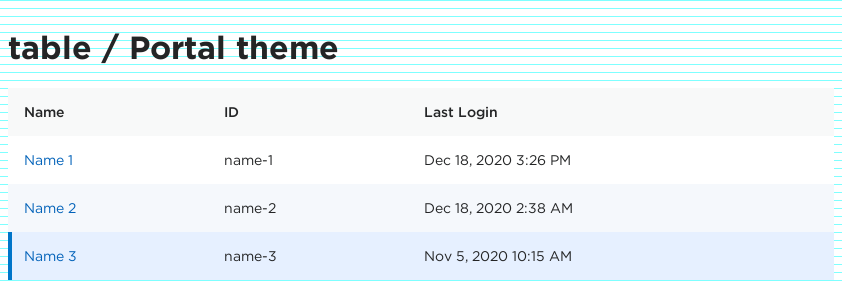 table / Portal theme
Name ID Last Login
Name 1 name-1 Dec 18, 2020 3:26 PM
Name 2 name-2 Dec 18, 2020 2:38 AM
Name 3 name-3 Nov 5, 2020 10:15 AM